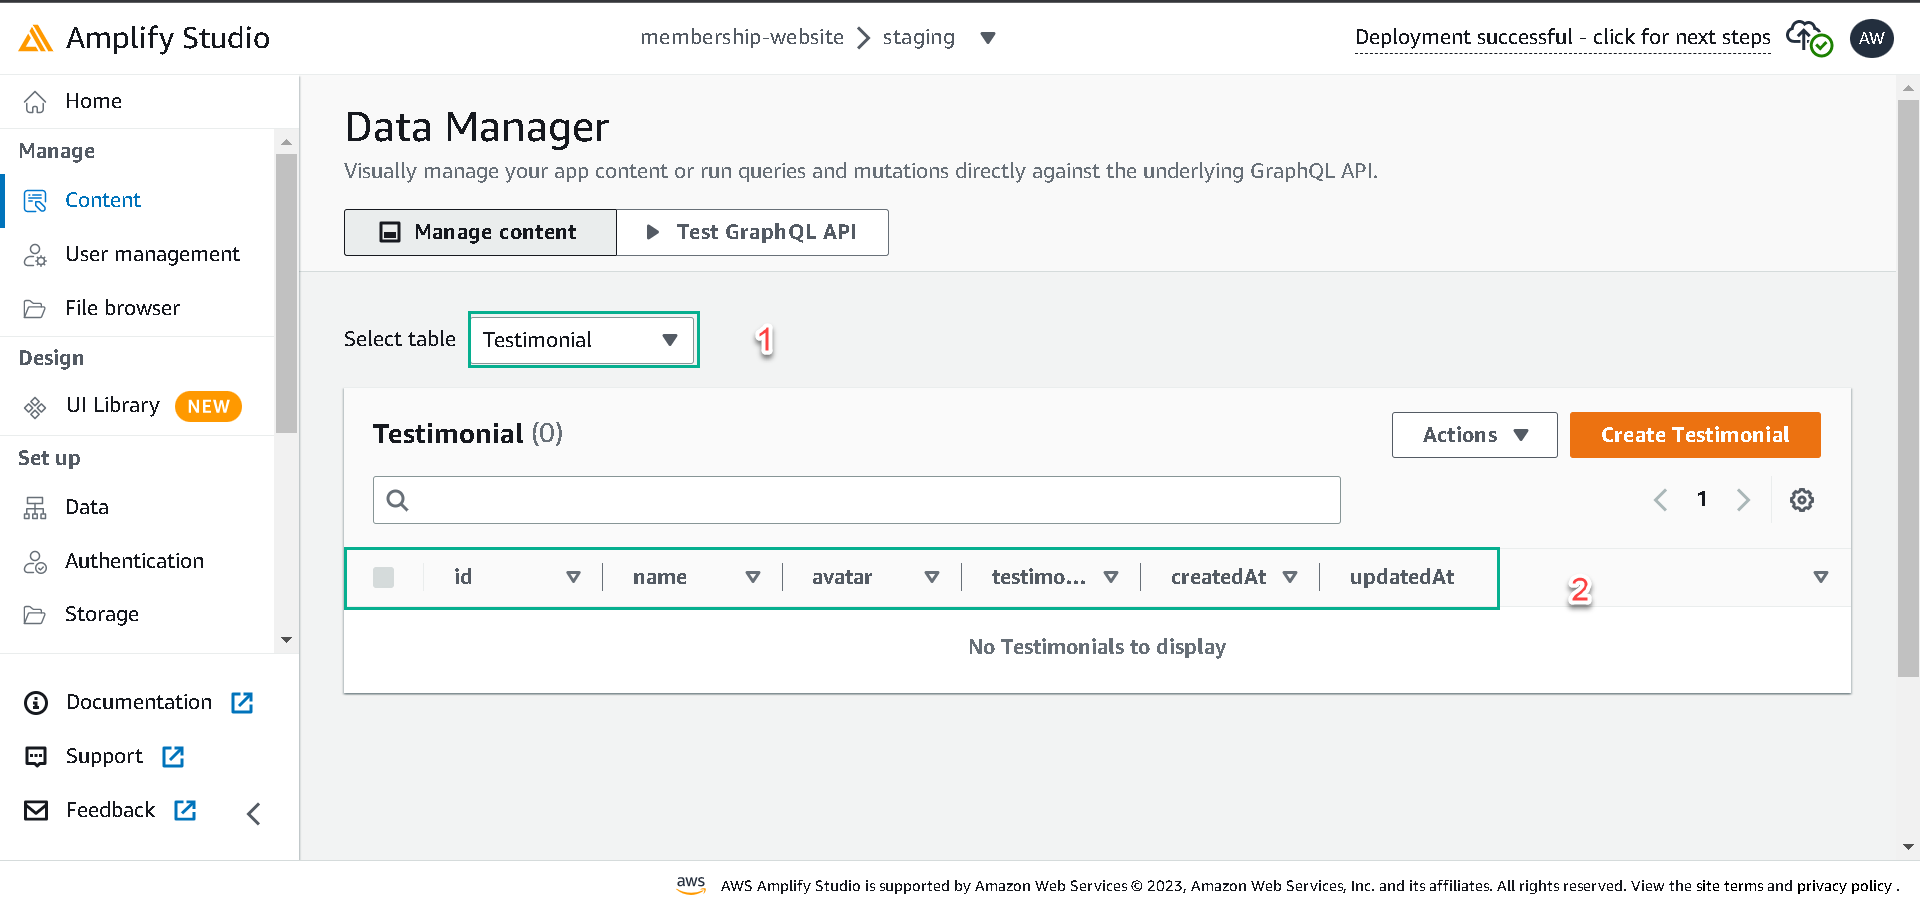 Amplify Studio
membership-website
staging
Deployment successful - click for next steps
AW
Home
Manage
Content
User management
File browser
Design
UI Library
NEW
Set up
Data
Authentication
Storage
Documentation
Support
Feedback
Data Manager
Visually manage your app content or run queries and mutations directly against the underlying GraphQL API.
Manage content
Test GraphQL API
Select table
Testimonial
1
Testimonial (0)
Actions
Create Testimonial
1
id
name
avatar
testimo...
createdAt
updatedAt
2
No Testimonials to display
aws
AWS Amplify Studio is supported by Amazon Web Services © 2023, Amazon Web Services, Inc. and its affiliates. All rights reserved. View the site terms and privacy policy .